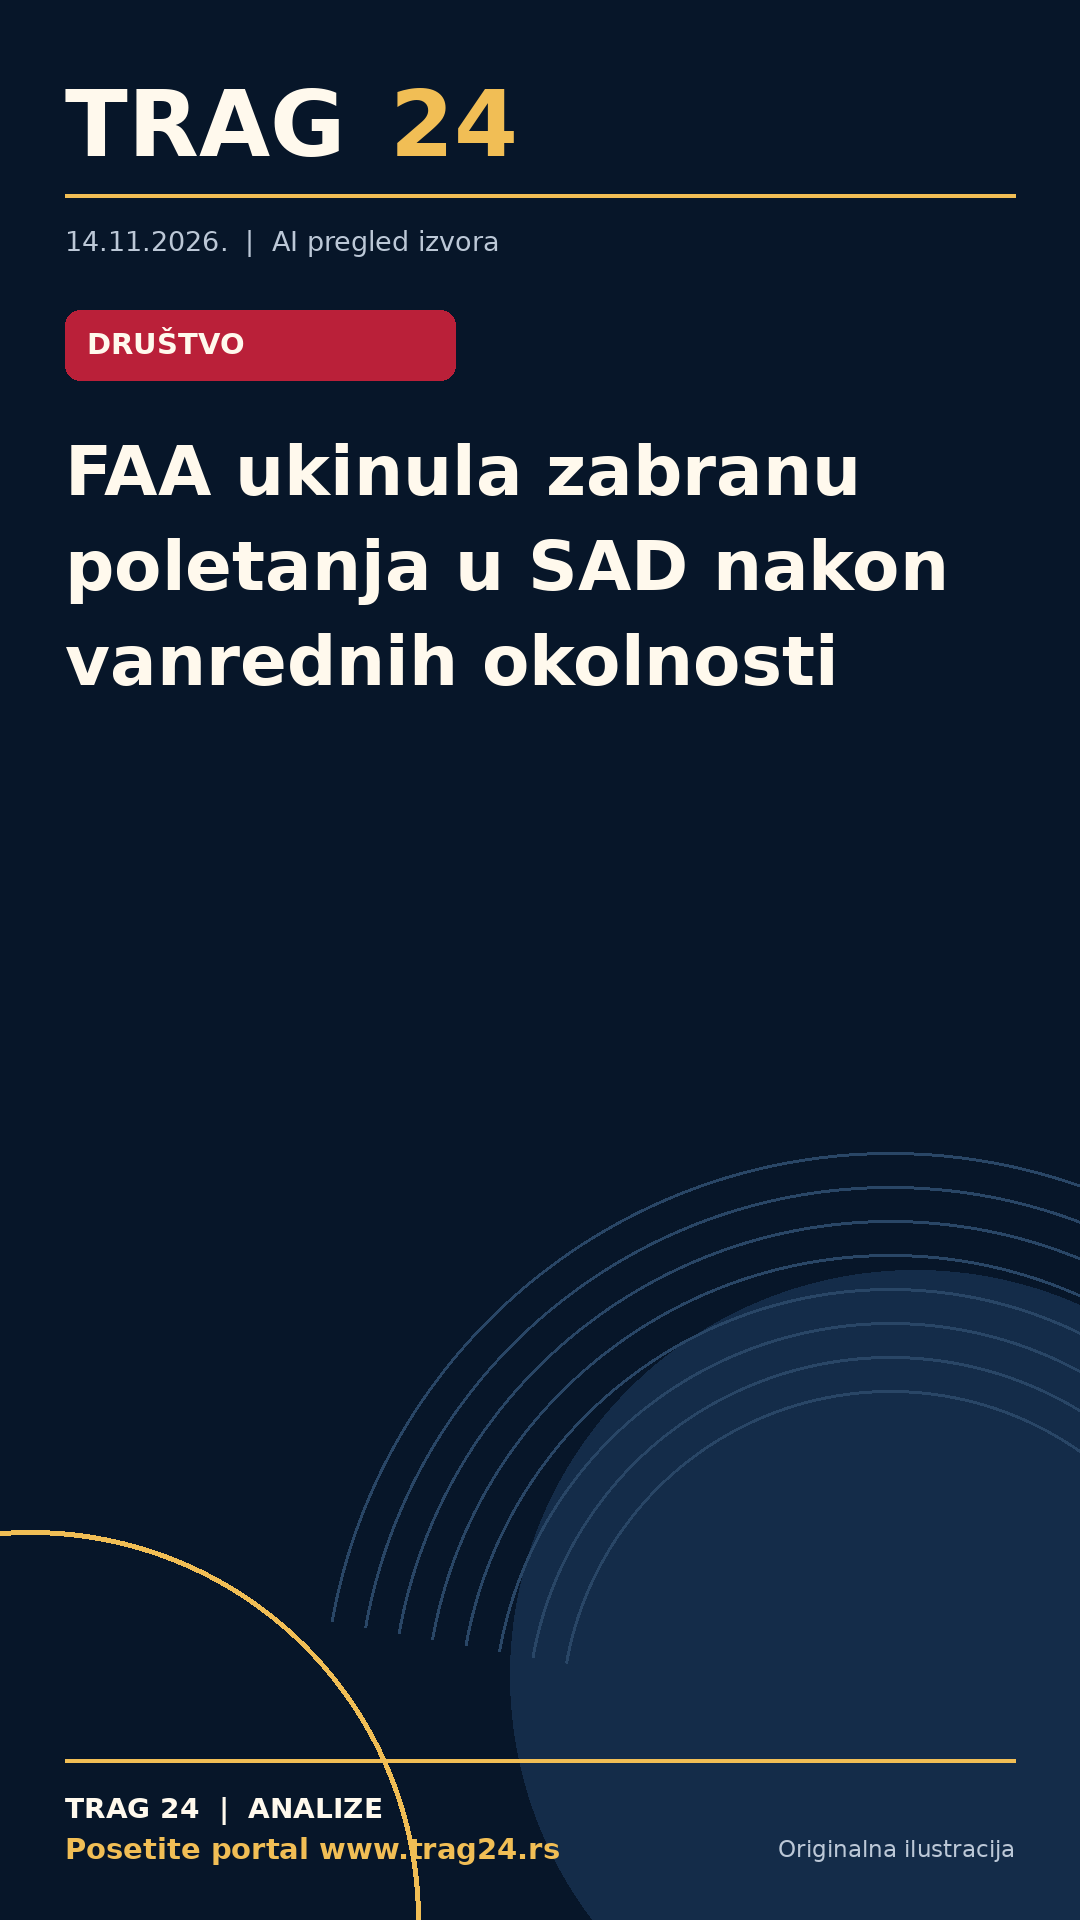 TRAG 24
14.11.2026. | AI pregled izvora
DRUŠTVO
FAA ukinula zabranu
poletanja u SAD nakon
vanrednih okolnosti
TRAG 24 | ANALIZE
Posetite portal www.trag24.rs
Originalna ilustracija